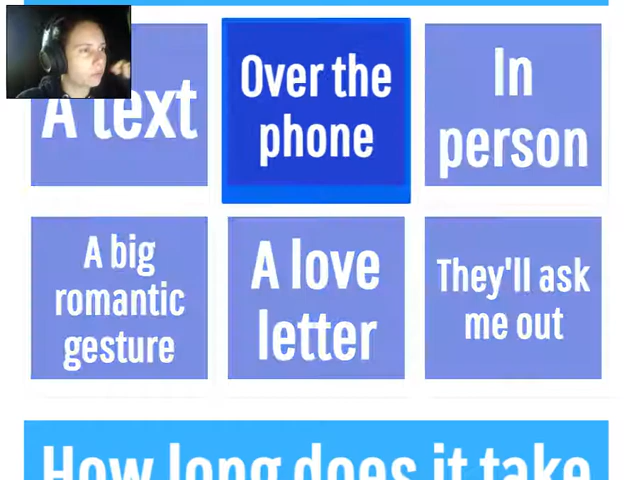 A text
Over the
phone
In
person
A big
romantic
gesture
A love
letter
They'll ask
me out
How long does it take